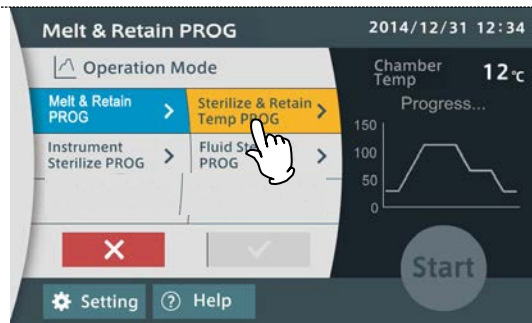 Melt & Retain PROG
2014/12/31 12:34
Operation Mode
Melt & Retain
PROG
Sterilize & Retain
Temp PROG
Instrument
Sterilize PROG
Fluid
PROG
Chamber
Temp
12℃
Progress...
150
100
50
0
Start
Setting
Help